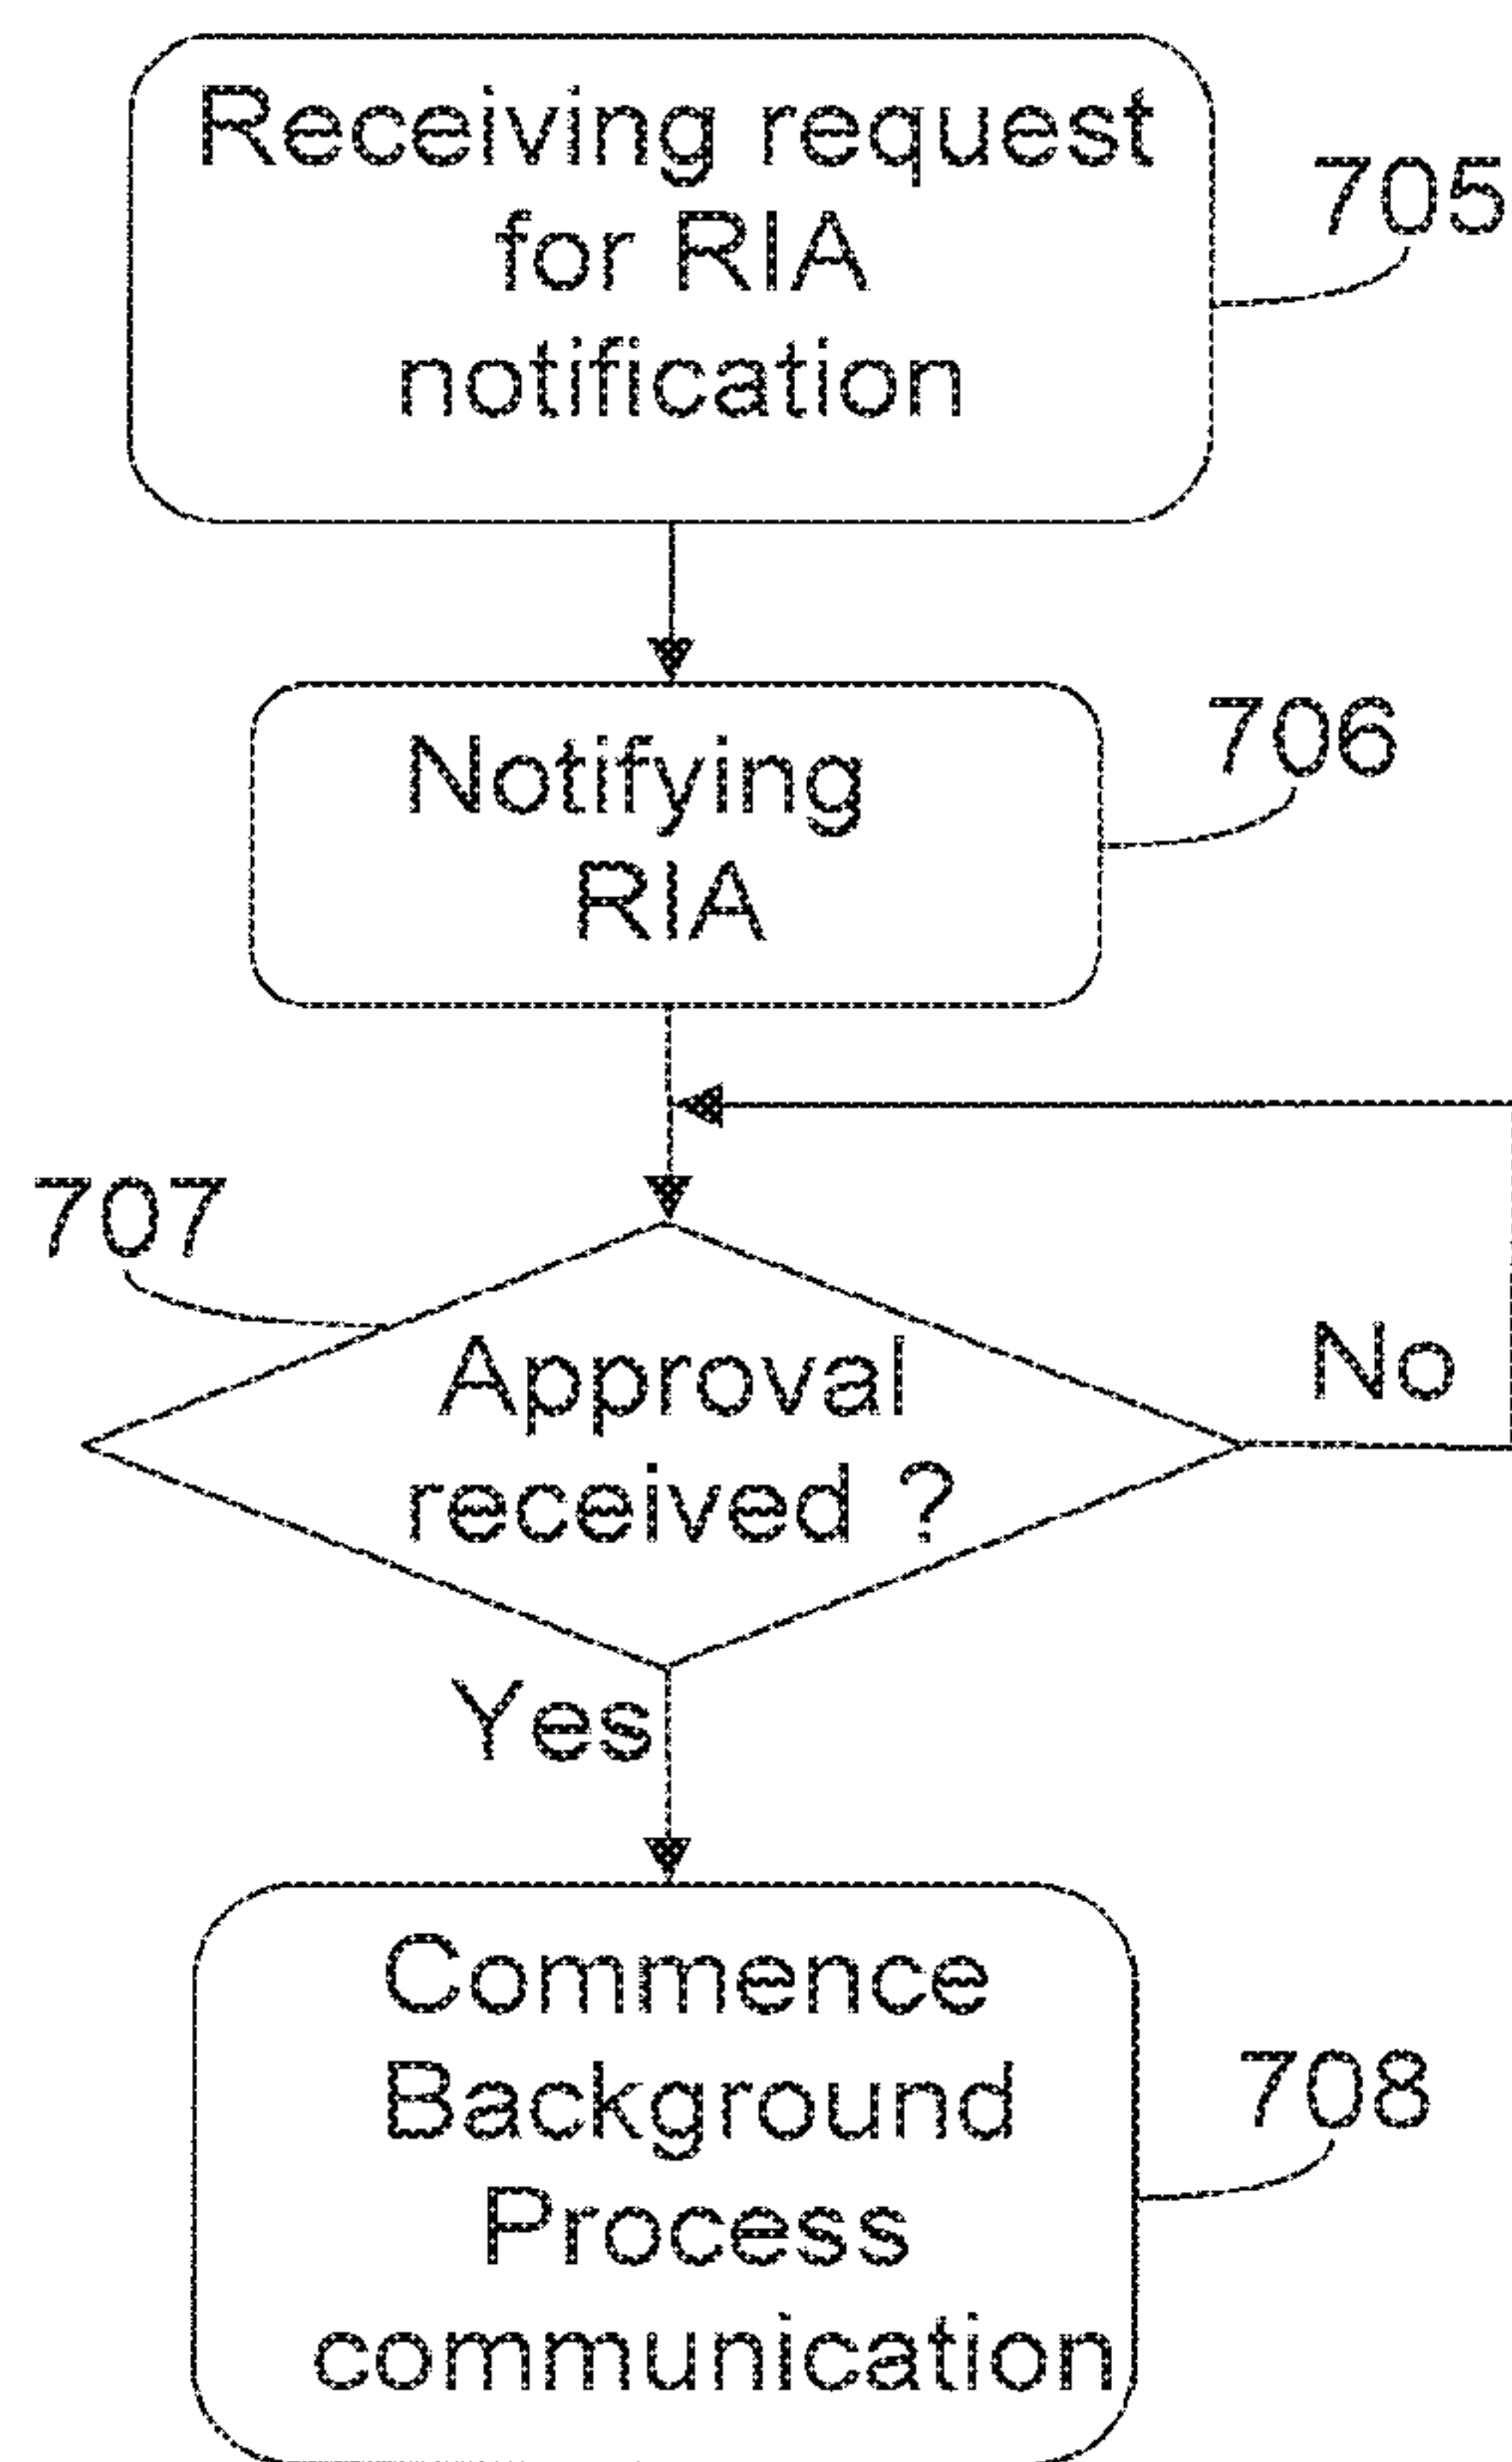 Receiving request
for RIA
notification
705
Notifying
RIA
706
707
Approval
received ?
No
Yes
Commence
Background
Process
communication
708